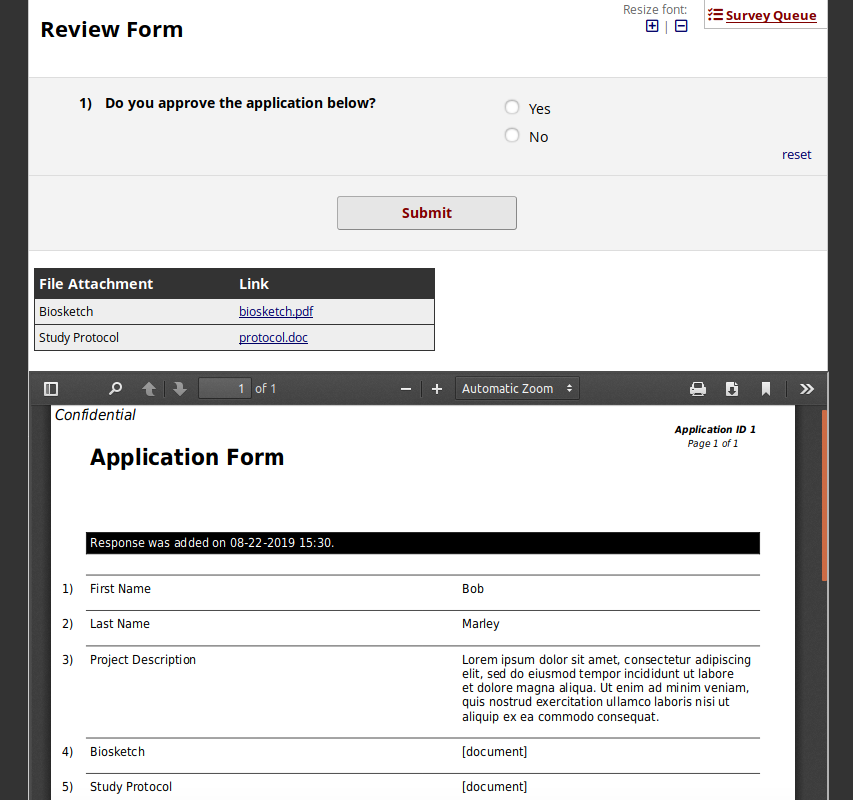 Review Form
Resize font:
|
Survey Queue
1) Do you approve the application below?
Yes
No
reset
Submit
File Attachment Link
Biosketch biosketch.pdf
Study Protocol protocol.doc
1 of 1
Automatic Zoom
Confidential
Application ID 1
Page 1 of 1
Application Form
Response was added on 08-22-2019 15:30.
1) First Name Bob
2) Last Name Marley
3) Project Description Lorem ipsum dolor sit amet, consectetur adipiscing
elit, sed do eiusmod tempor incididunt ut labore
et dolore magna aliqua. Ut enim ad minim veniam,
quis nostrud exercitation ullamco laboris nisi ut
aliquip ex ea commodo consequat.
4) Biosketch [document]
5) Study Protocol [document]